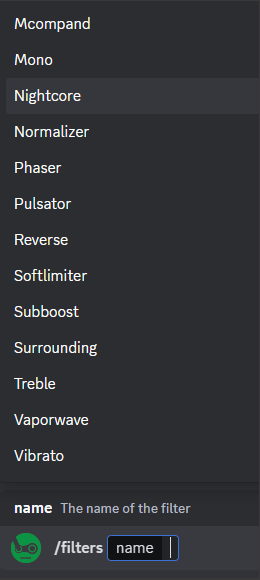 Mcompand
Mono
Nightcore
Normalizer
Phaser
Pulsator
Reverse
Softlimiter
Subboost
Surrounding
Treble
Vaporwave
Vibrato
name The name of the filter
/filters name